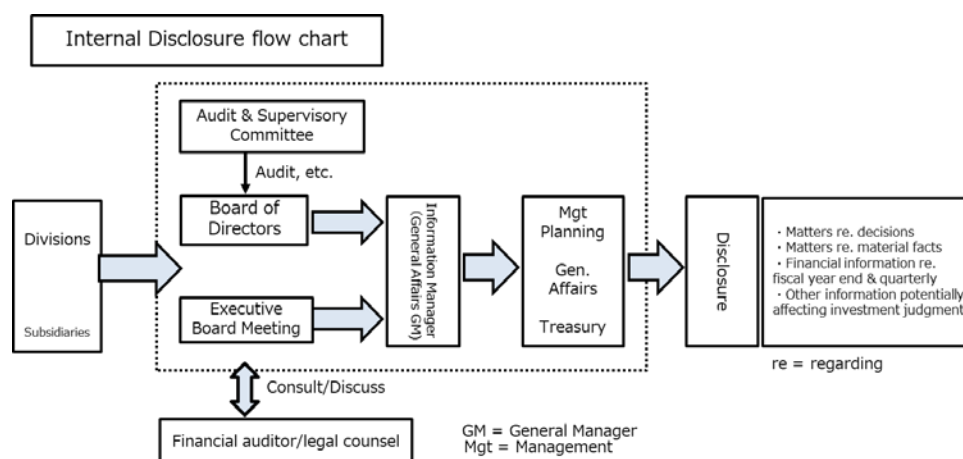 Internal Disclosure flow chart
Audit & Supervisory
Committee
Audit, etc.
Divisions
Subsidiaries
Board of
Directors
Executive
Board Meeting
Information Manager
(General Affairs GM)
Mgt
Planning
Gen.
Affairs
Treasury
Disclosure
・Matters re. decisions
・Matters re. material facts
・Financial information re.
fiscal year end & quarterly
・Other information potentially
affecting investment judgment
re = regarding
Consult/Discuss
Financial auditor/legal counsel
GM = General Manager
Mgt = Management